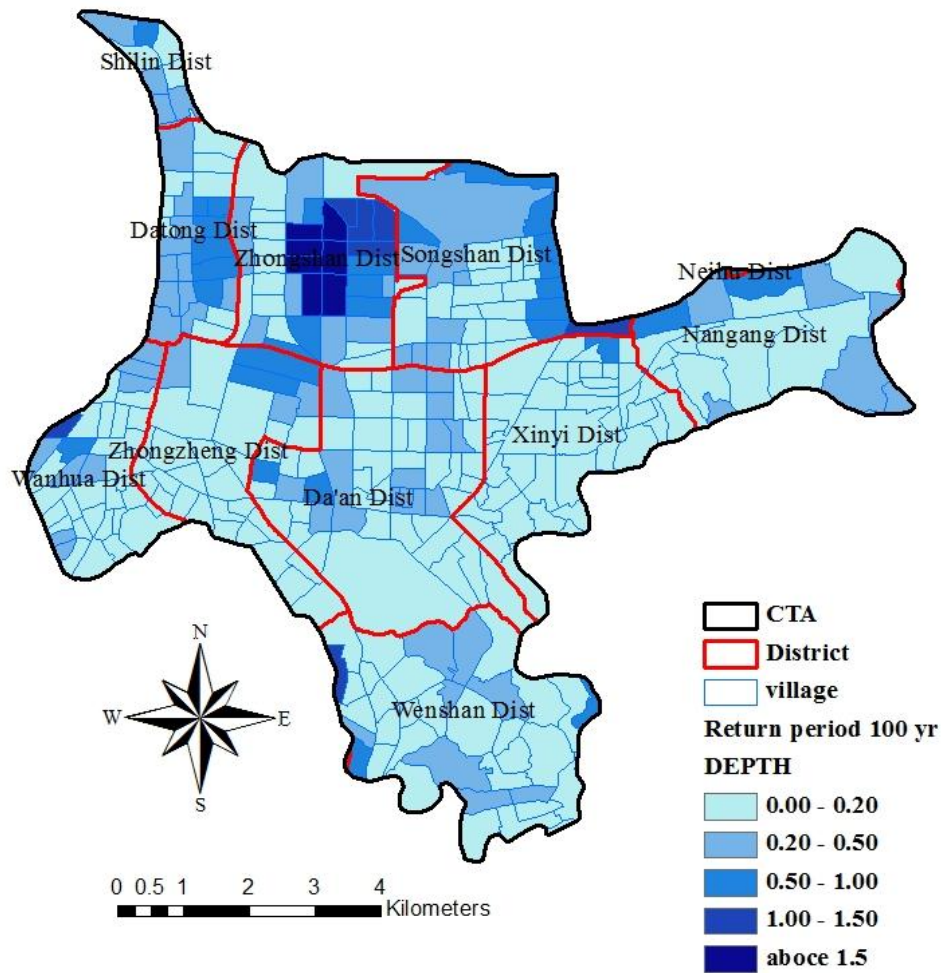 Shilin Dist
Datong Dist
Zhongshan Dist
Songshan Dist
Neihu Dist
Nangang Dist
Xinyi Dist
Zhongzheng Dist
Wanhua Dist
Da'an Dist
Wenshan Dist
N
W
E
S
0 0.5 1 2 3 4
Kilometers
CTA
District
village
Return period 100 yr
DEPTH
0.00 - 0.20
0.20 - 0.50
0.50 - 1.00
1.00 - 1.50
aboce 1.5